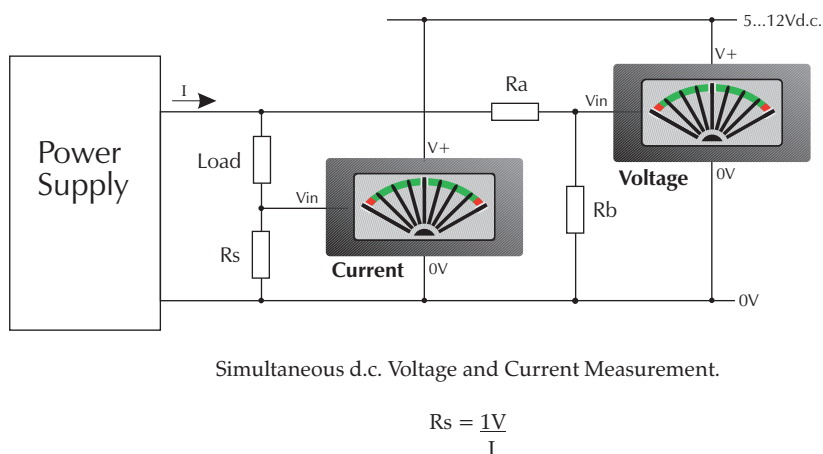 5...12Vd.c.
V+
I
Ra
Vin
Power
Supply
Load
V+
Voltage
0V
Vin
Rb
Rs
Current
0V
0V
Simultaneous d.c. Voltage and Current Measurement.
Rs = 1V
I